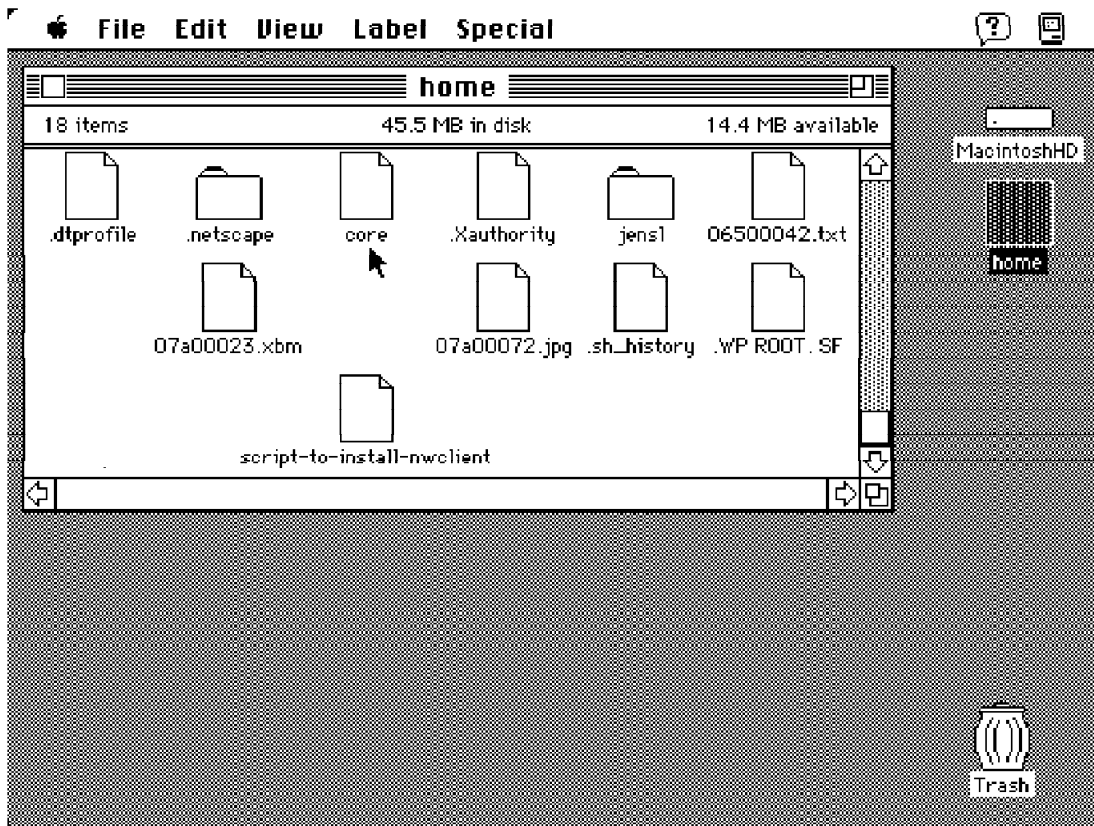 File Edit View Label Special
home
18 items 45.5 MB in disk 14.4 MB available
.dtprofile .netscape core .Xauthority jensl 06500042.txt
07a00023.xbm 07a00072.jpg .sh_history .WP ROOT. SF
script-to-install-nwclient
MacintoshHD
home
Trash